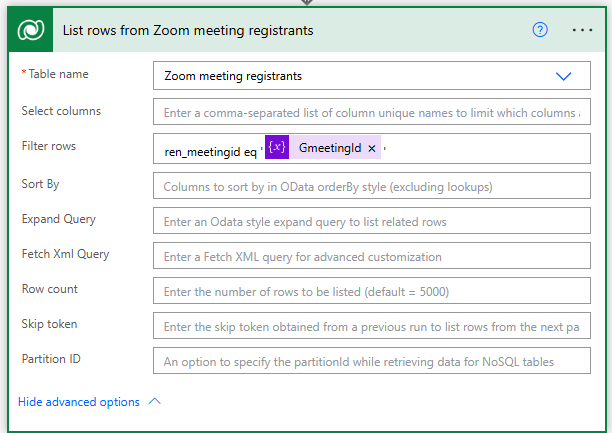 List rows from Zoom meeting registrants
* Table name
Zoom meeting registrants
Select columns
Enter a comma-separated list of column unique names to limit which columns
Filter rows
ren_meetingid eq ' {x} GmeetingId × '
Sort By
Columns to sort by in OData orderBy style (excluding lookups)
Expand Query
Enter an Odata style expand query to list related rows
Fetch Xml Query
Enter a Fetch XML query for advanced customization
Row count
Enter the number of rows to be listed (default = 5000)
Skip token
Enter the skip token obtained from a previous run to list rows from the next pa
Partition ID
An option to specify the partitionId while retrieving data for NoSQL tables
Hide advanced options